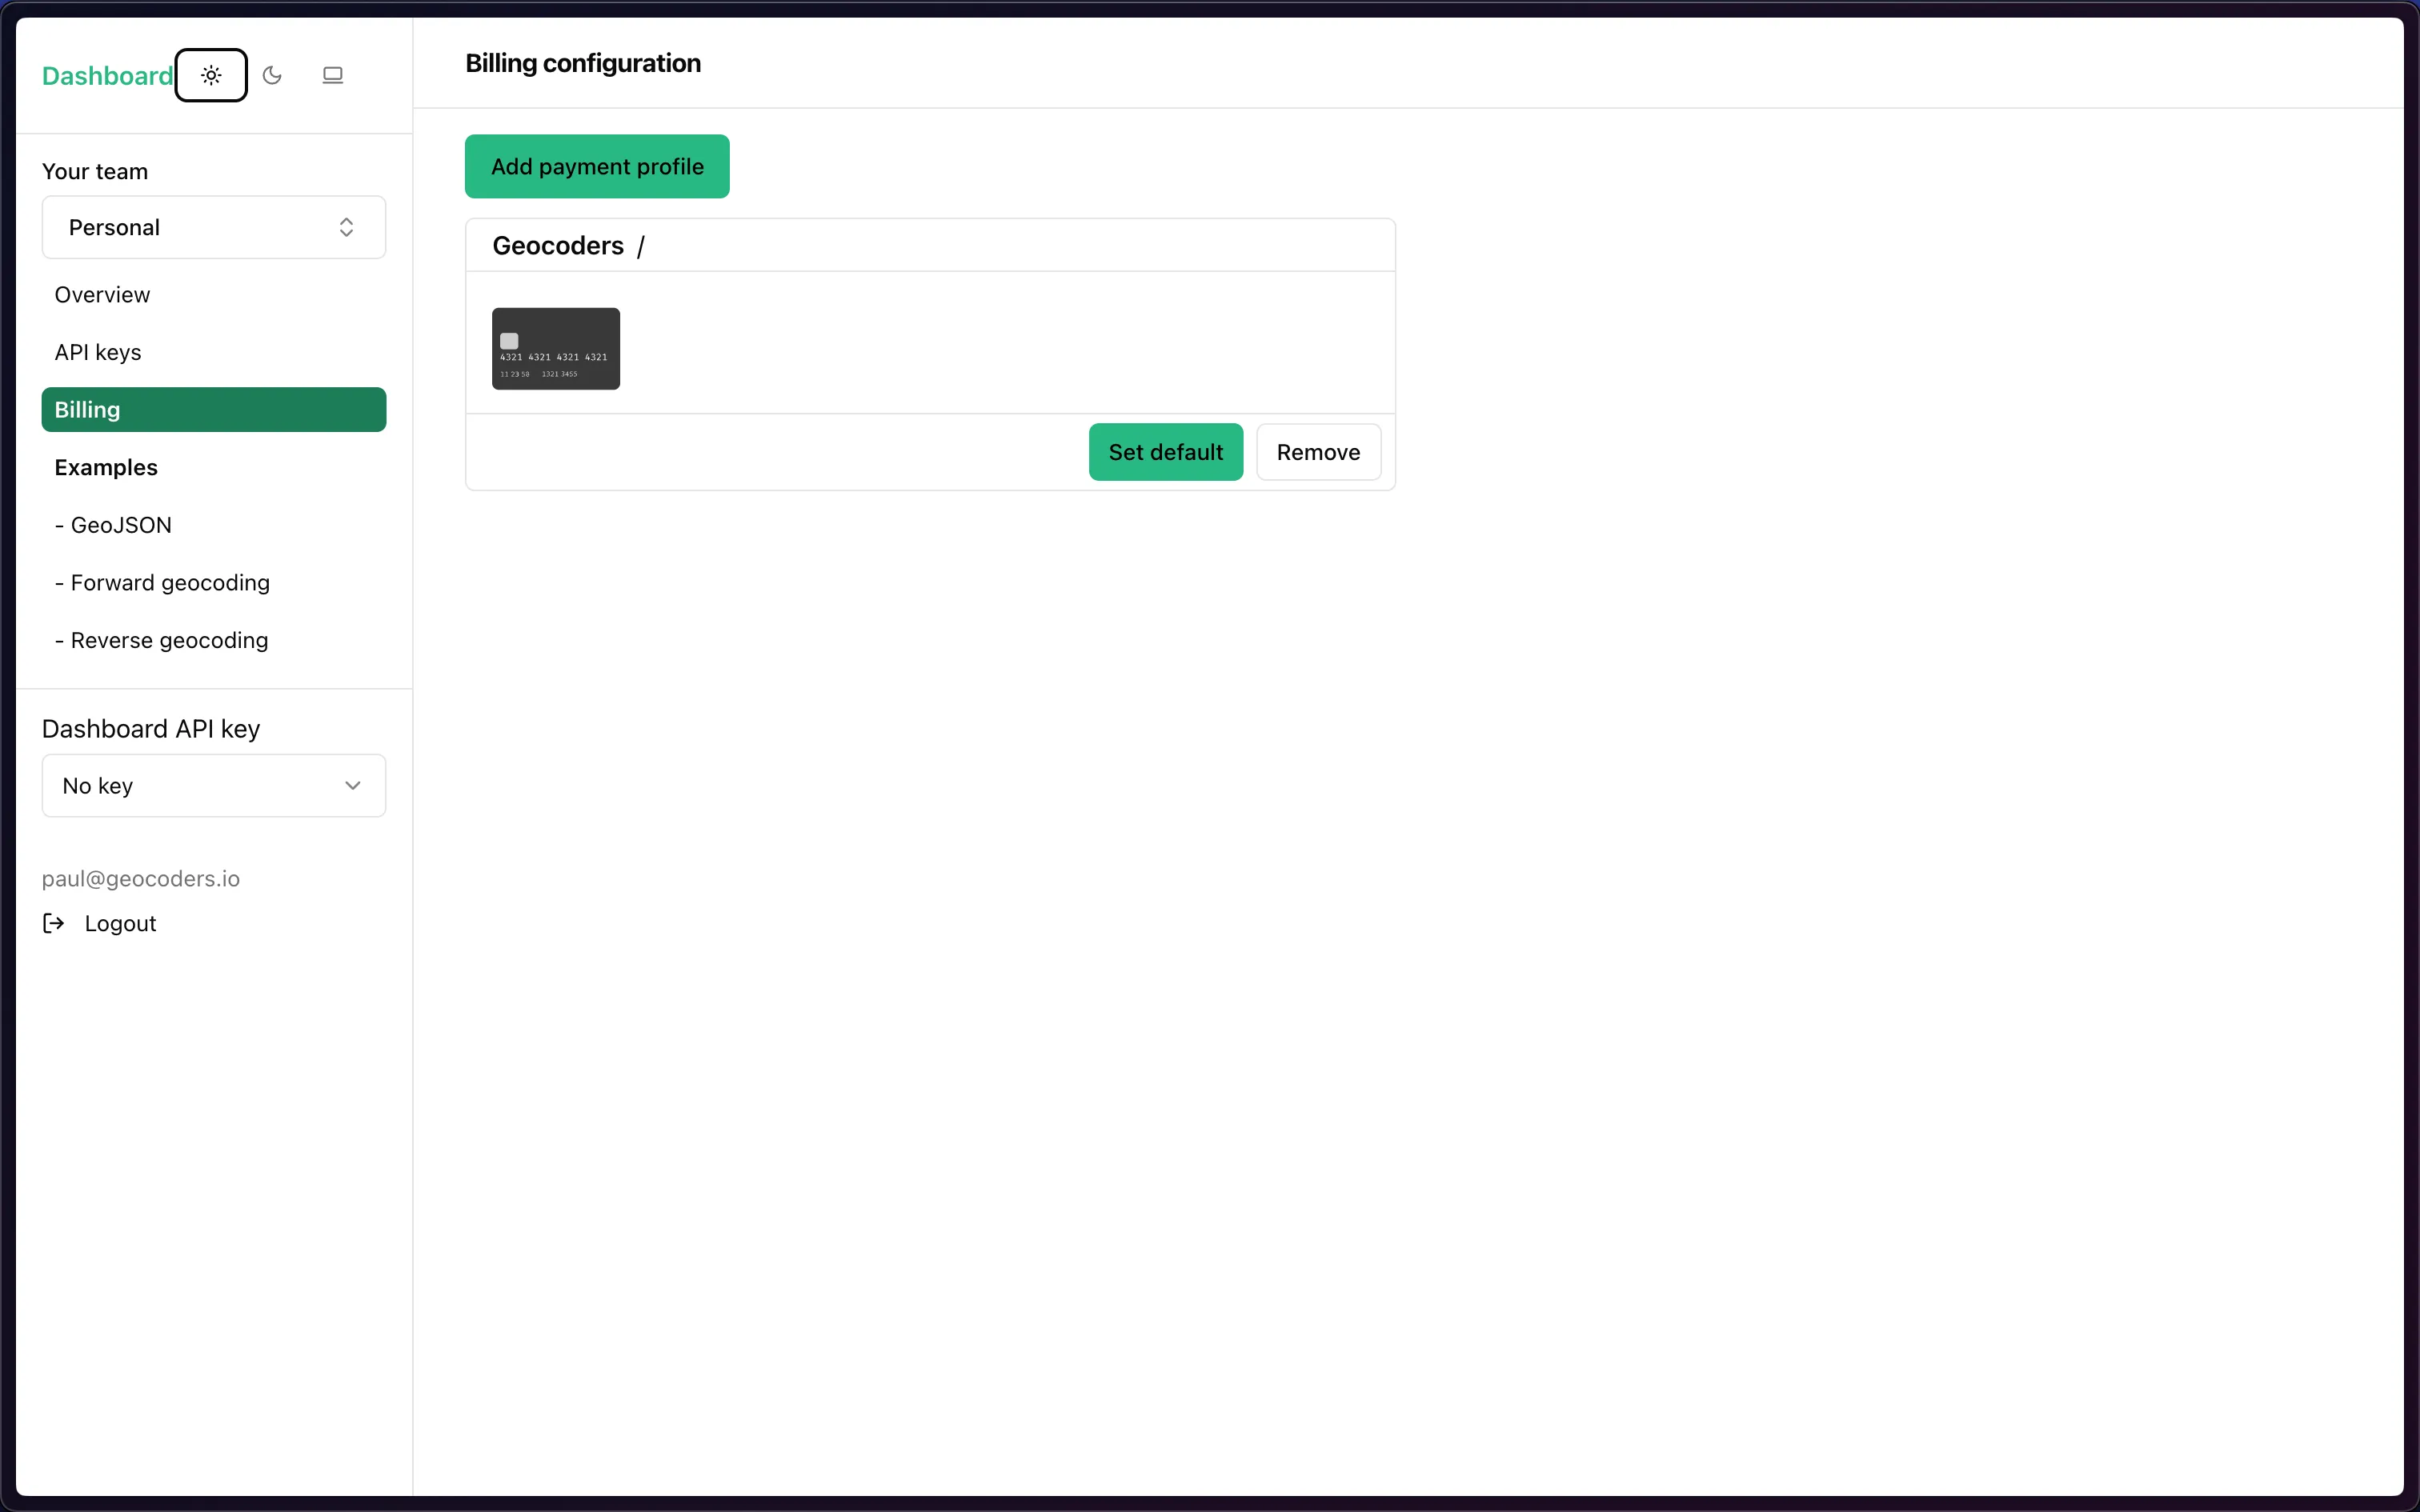 Dashboard
Your team
Personal
Overview
API keys
Billing
Examples
- GeoJSON
- Forward geocoding
- Reverse geocoding
Dashboard API key
No key
paul@geocoders.io
Logout
Billing configuration
Add payment profile
Geocoders /
4321 4321 4321 4321
11 23 50 1321 3455
Set default
Remove